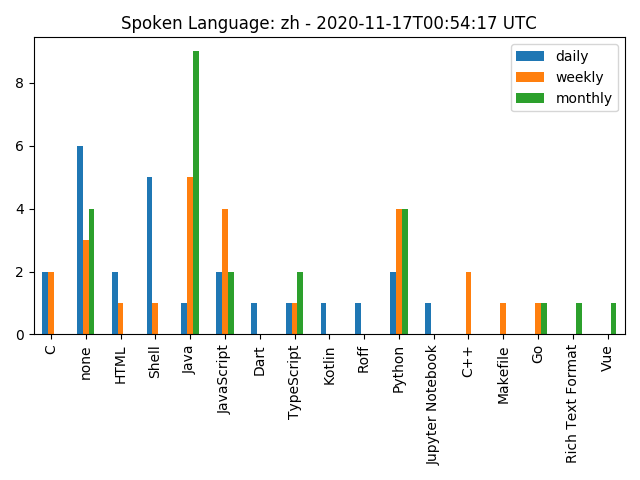 Spoken Language: zh - 2020-11-17T00:54:17 UTC
daily
weekly
monthly
8
6
4
2
0
C
none
HTML
Shell
Java
JavaScript
Dart
TypeScript
Kotlin
Roff
Python
Jupyter Notebook
C++
Makefile
Go
Rich Text Format
Vue